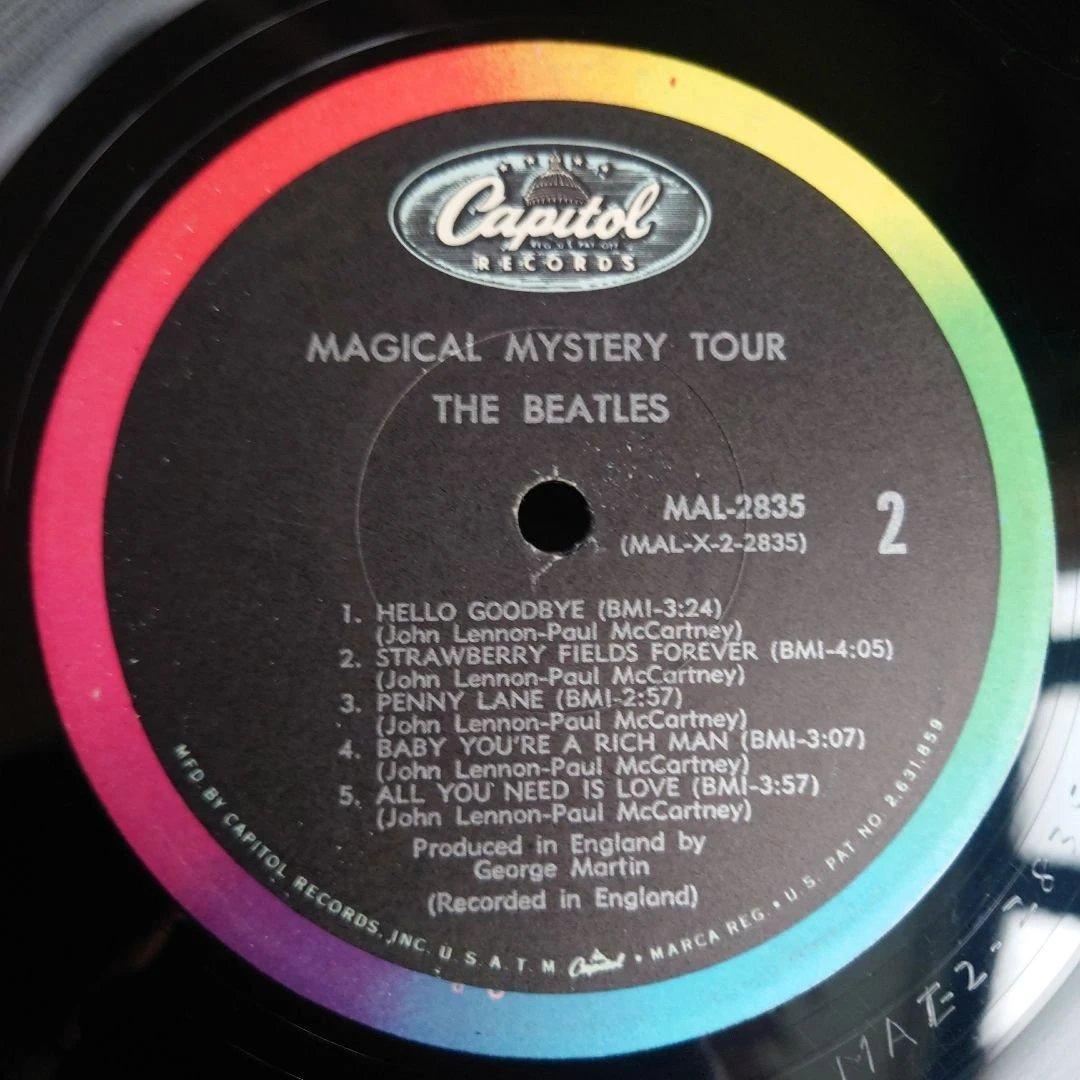 Capitol
REG. U.S. PAT. OFF.
RECORDS
MAGICAL MYSTERY TOUR
THE BEATLES
MAL-2835
2
(MAL-X-2-2835)
1. HELLO GOODBYE (BMI-3:24)
(John Lennon-Paul McCartney)
2. STRAWBERRY FIELDS FOREVER (BMI-4:05)
(John Lennon-Paul McCartney)
3. PENNY LANE (BMI-2:57)
(John Lennon-Paul McCartney)
4. BABY YOU'RE A RICH MAN (BMI-3:07)
(John Lennon-Paul McCartney)
5. ALL YOU NEED IS LOVE (BMI-3:57)
(John Lennon-Paul McCartney)
Produced in England by
George Martin
(Recorded in England)
MFD. BY CAPITOL RECORDS, INC. U.S.A. T.M. Capitol • MARCA REG. • U.S. PAT. NO. 2,631,859